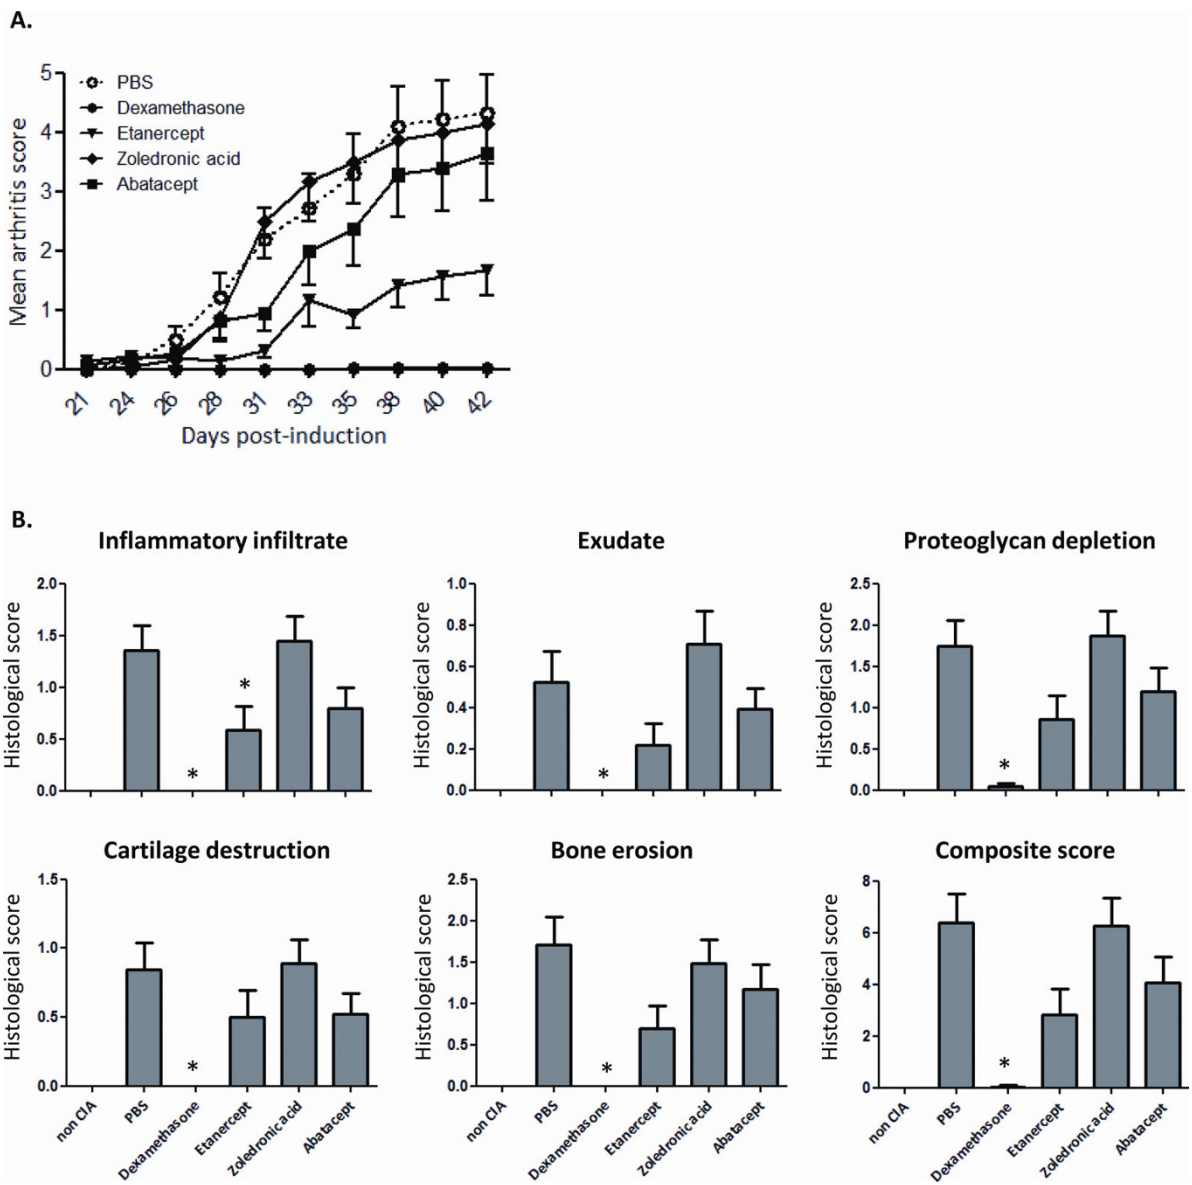 A.
5
4
3
2
1
0
Mean arthritis score
PBS
Dexamethasone
Etanercept
Zoledronic acid
Abatacept
21 24 26 28 31 33 35 38 40 42
Days post-induction
B.
Inflammatory infiltrate
Histological score
2.0
1.5
1.0
0.5
0.0
*
*
Exudate
Histological score
1.0
0.8
0.6
0.4
0.2
0.0
*
Proteoglycan depletion
Histological score
2.5
2.0
1.5
1.0
0.5
0.0
*
Cartilage destruction
Histological score
1.5
1.0
0.5
0.0
*
non CIA PBS Dexamethasone Etanercept Zoledronic acid Abatacept
Bone erosion
Histological score
2.5
2.0
1.5
1.0
0.5
0.0
*
non CIA PBS Dexamethasone Etanercept Zoledronic acid Abatacept
Composite score
Histological score
8
6
4
2
0
*
non CIA PBS Dexamethasone Etanercept Zoledronic acid Abatacept